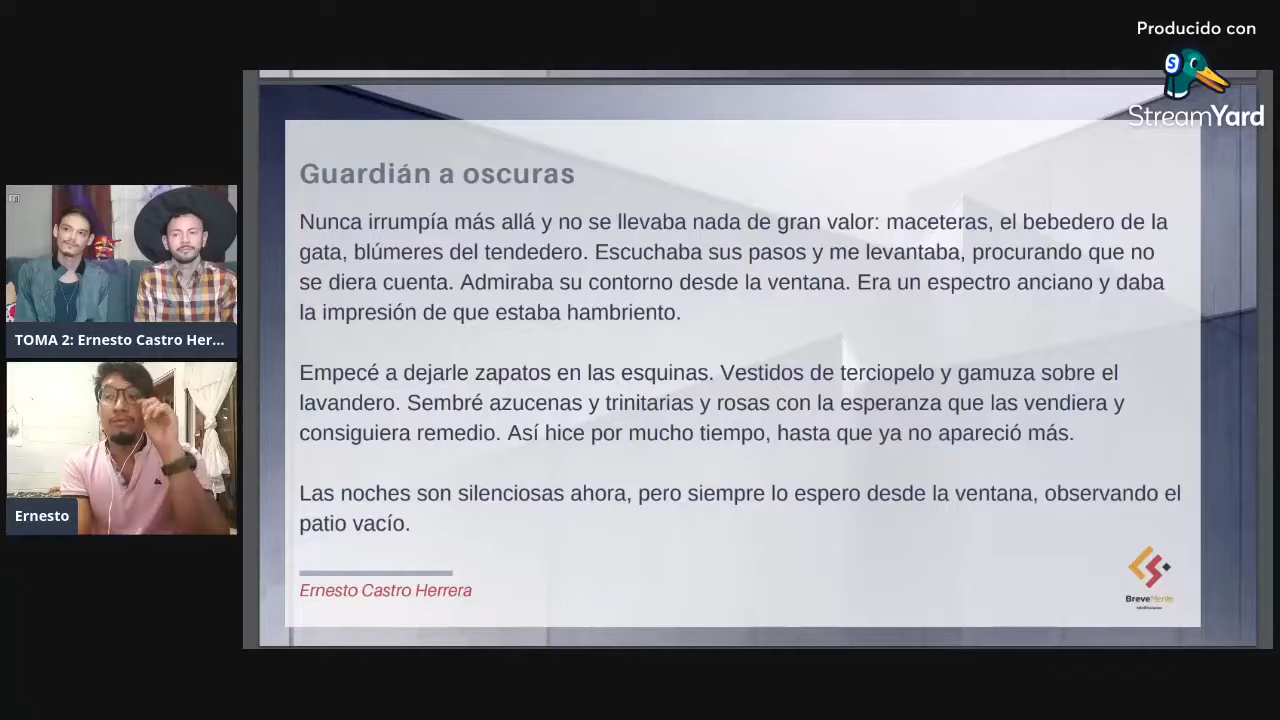 Producido con
StreamYard
Guardián a oscuras
Nunca irrumpía más allá y no se llevaba nada de gran valor: maceteras, el bebedero de la
gata, blúmeres del tendedero. Escuchaba sus pasos y me levantaba, procurando que no
se diera cuenta. Admiraba su contorno desde la ventana. Era un espectro anciano y daba
la impresión de que estaba hambriento.
Empecé a dejarle zapatos en las esquinas. Vestidos de terciopelo y gamuza sobre el
lavandero. Sembré azucenas y trinitarias y rosas con la esperanza que las vendiera y
consiguiera remedio. Así hice por mucho tiempo, hasta que ya no apareció más.
Las noches son silenciosas ahora, pero siempre lo espero desde la ventana, observando el
patio vacío.
Ernesto Castro Herrera
BreveMente
TOMA 2: Ernesto Castro Her...
Ernesto